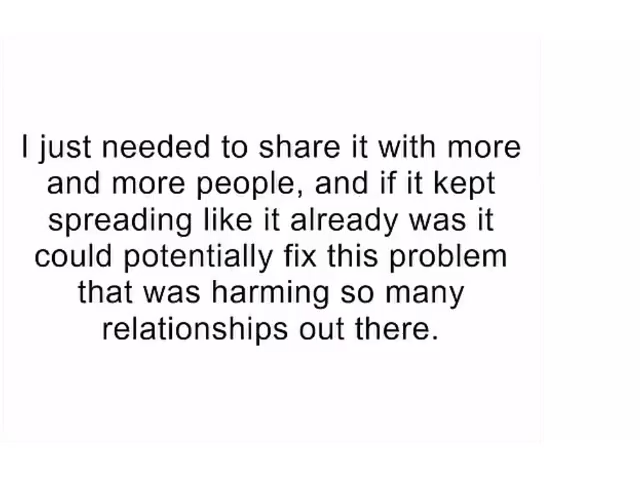 I just needed to share it with more
and more people, and if it kept
spreading like it already was it
could potentially fix this problem
that was harming so many
relationships out there.